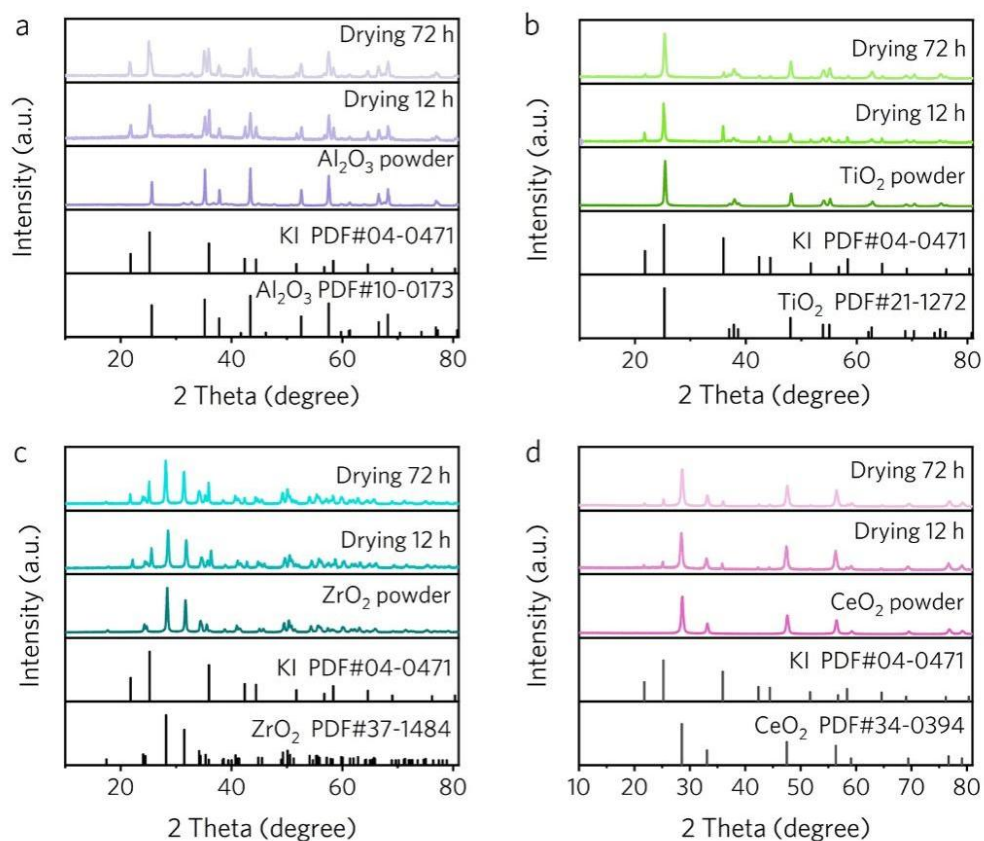 a
Drying 72 h
Drying 12 h
Al₂O₃ powder
KI PDF#04-0471
Al₂O₃ PDF#10-0173
Intensity (a.u.)
20 40 60 80
2 Theta (degree)
b
Drying 72 h
Drying 12 h
TiO₂ powder
KI PDF#04-0471
TiO₂ PDF#21-1272
Intensity (a.u.)
20 40 60 80
2 Theta (degree)
c
Drying 72 h
Drying 12 h
ZrO₂ powder
KI PDF#04-0471
ZrO₂ PDF#37-1484
Intensity (a.u.)
20 40 60 80
2 Theta (degree)
d
Drying 72 h
Drying 12 h
CeO₂ powder
KI PDF#04-0471
CeO₂ PDF#34-0394
Intensity (a.u.)
10 20 30 40 50 60 70 80
2 Theta (degree)